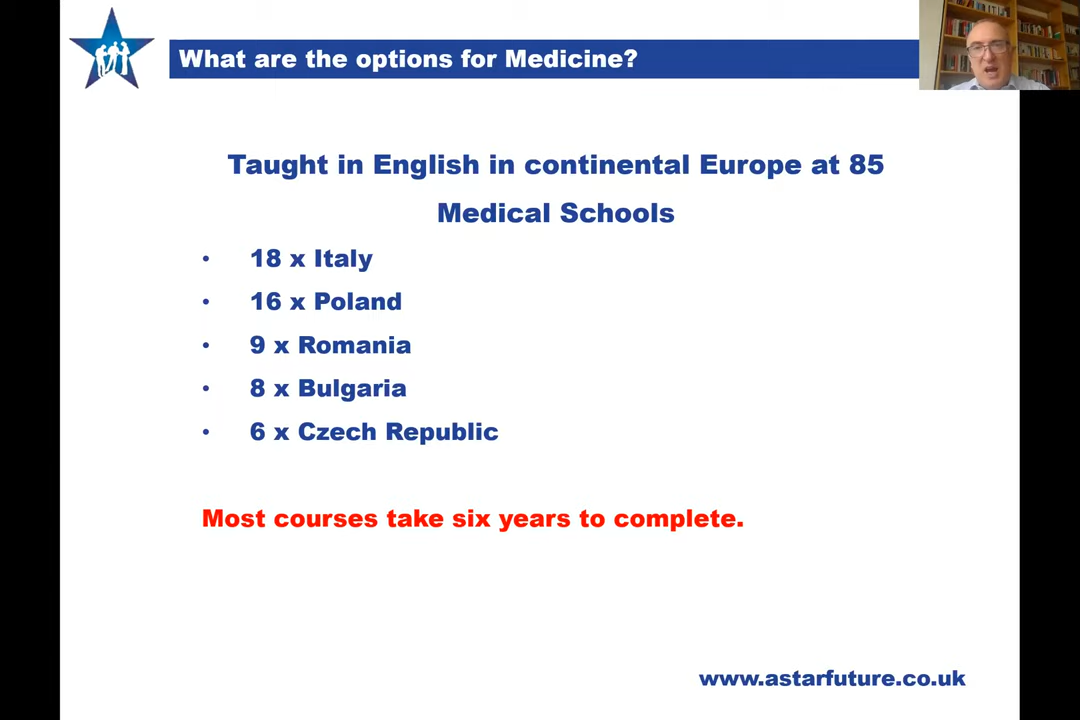 What are the options for Medicine?
Taught in English in continental Europe at 85
Medical Schools
• 18 x Italy
• 16 x Poland
• 9 x Romania
• 8 x Bulgaria
• 6 x Czech Republic
Most courses take six years to complete.
www.astarfuture.co.uk